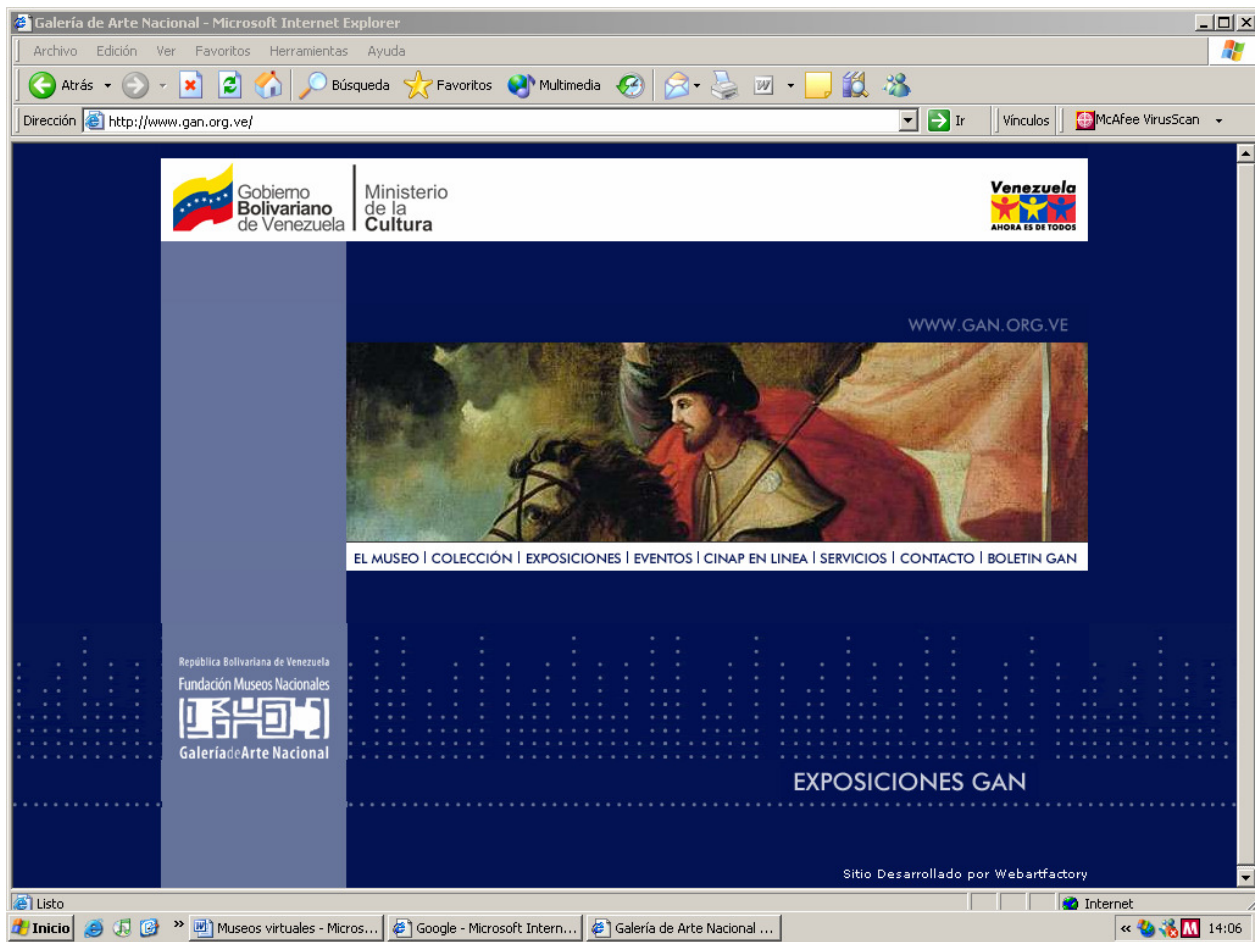 Galería de Arte Nacional - Microsoft Internet Explorer
Archivo Edición Ver Favoritos Herramientas Ayuda
Atrás Búsqueda Favoritos Multimedia
Dirección http://www.gan.org.ve/ Ir Vínculos McAfee VirusScan
Gobierno
Bolivariano
de Venezuela
Ministerio
de la
Cultura
Venezuela
AHORA ES DE TODOS
WWW.GAN.ORG.VE
EL MUSEO | COLECCIÓN | EXPOSICIONES | EVENTOS | CINAP EN LINEA | SERVICIOS | CONTACTO | BOLETIN GAN
República Bolivariana de Venezuela
Fundación Museos Nacionales
GaleríadeArte Nacional
EXPOSICIONES GAN
Sitio Desarrollado por Webartfactory
Listo Internet
Inicio » Museos virtuales - Micros... Google - Microsoft Intern... Galería de Arte Nacional ... « 14:06